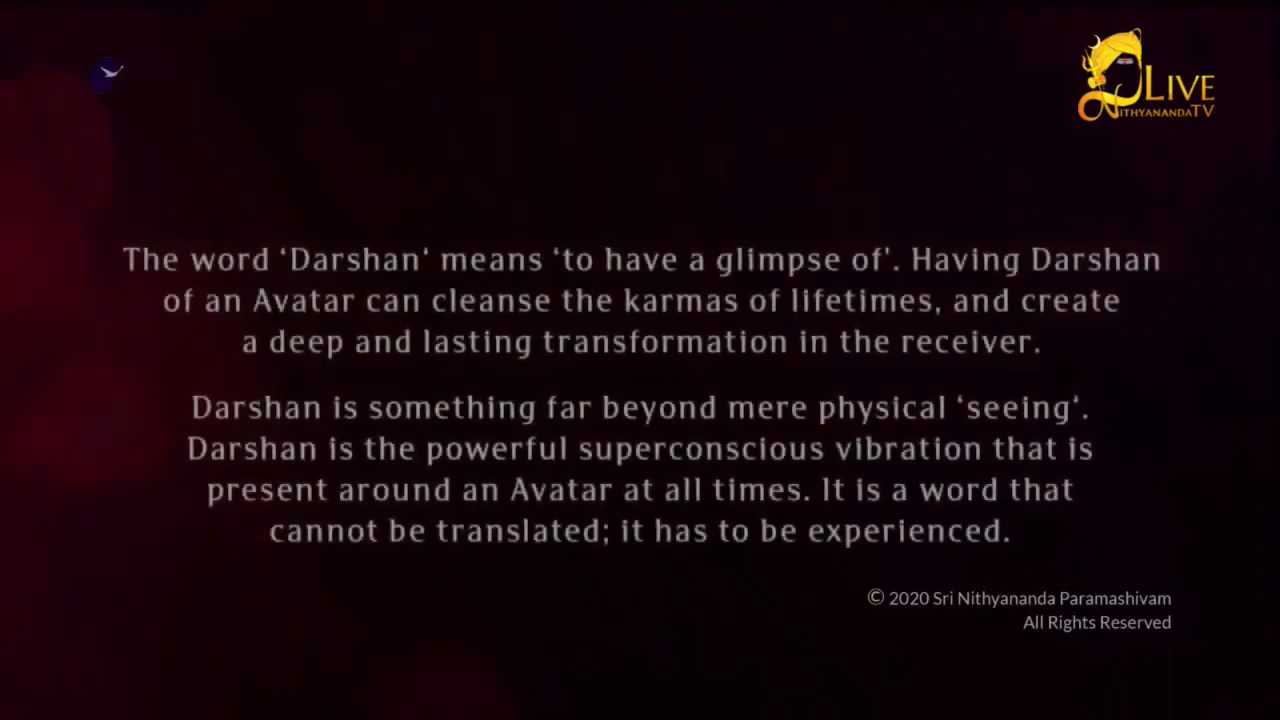 LIVE
NITHYANANDATV
The word ‘Darshan‘ means ‘to have a glimpse of’. Having Darshan
of an Avatar can cleanse the karmas of lifetimes, and create
a deep and lasting transformation in the receiver.
Darshan is something far beyond mere physical ‘seeing‘.
Darshan is the powerful superconscious vibration that is
present around an Avatar at all times. It is a word that
cannot be translated; it has to be experienced.
© 2020 Sri Nithyananda Paramashivam
All Rights Reserved